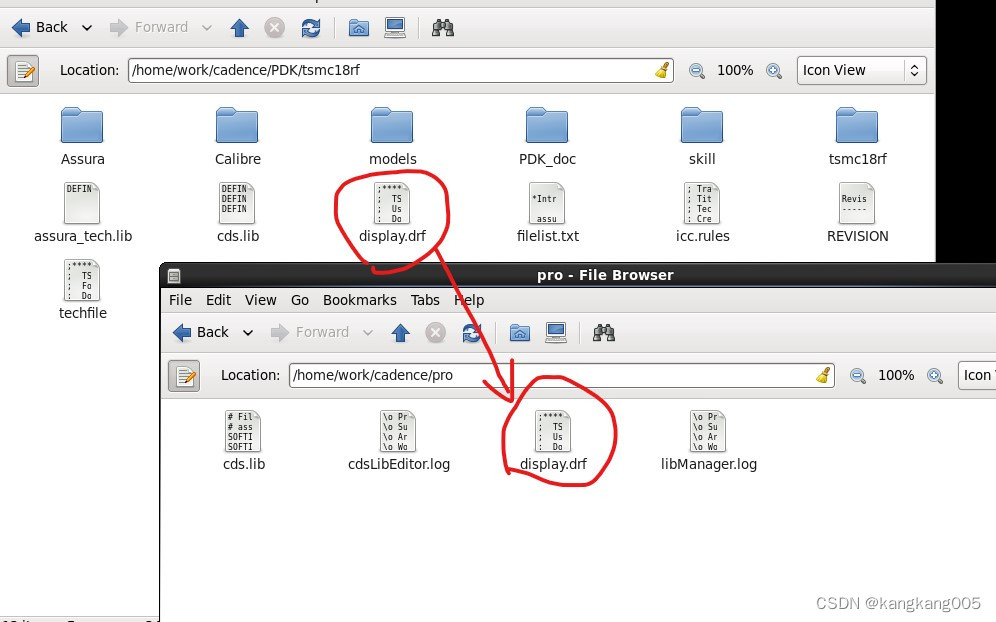 Back Forward
Location: /home/work/cadence/PDK/tsmc18rf 100% Icon View
Assura Calibre models PDK_doc skill tsmc18rf
DEFIN
DEFIN
DEFIN
DEFIN
;****
; TS
; Us
; Do
*Intr
assu
; Tra
; Tit
; Tec
; Cre
Revis
-----
assura_tech.lib cds.lib display.drf filelist.txt icc.rules REVISION
;****
; TS
; Fo
; Do
techfile
pro - File Browser
File Edit View Go Bookmarks Tabs Help
Back Forward
Location: /home/work/cadence/pro 100% Icon
# Fil
# ass
SOFTI
SOFTI
\o Pr
\o Su
\o Ar
\o Wo
;****
; TS
; Us
; Do
\o Pr
\o Su
\o Ar
\o Wo
cds.lib cdsLibEditor.log display.drf libManager.log
CSDN @kangkang005